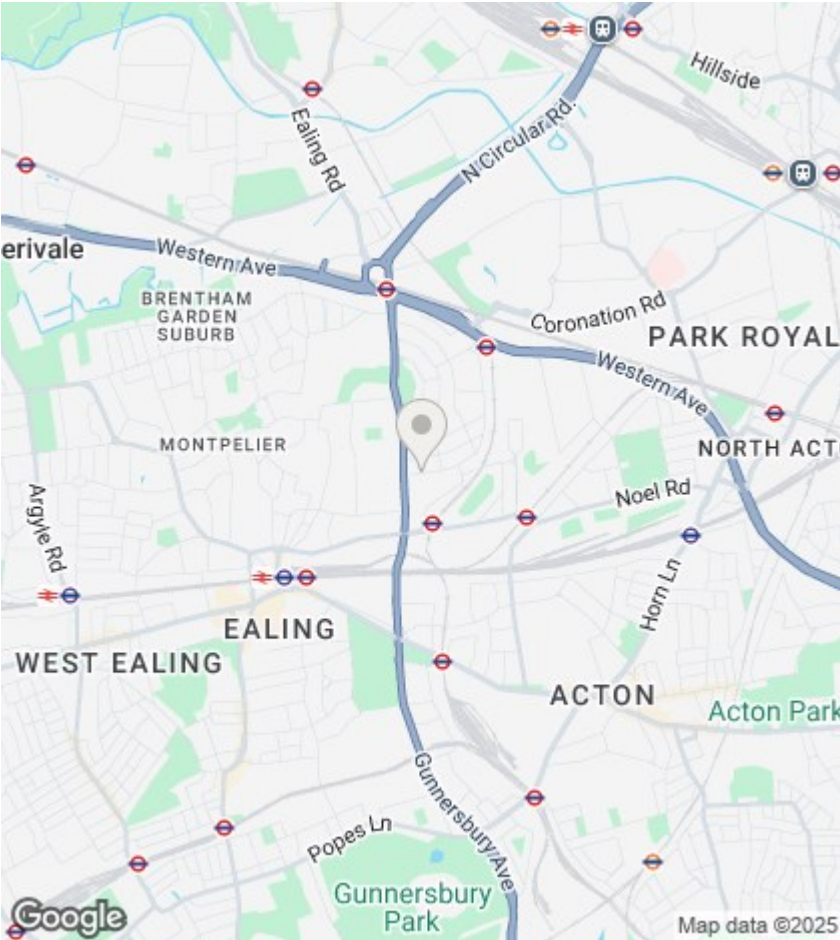 Hillside
Ealing Rd
N Circular Rd.
erivale
Western Ave
BRENTHAM
GARDEN
SUBURB
Coronation Rd
PARK ROYAL
Western Ave
MONTPELIER
NORTH ACT
Noel Rd
Argyle Rd
Horn Ln
EALING
WEST EALING
ACTON
Acton Park
Gunnersbury Ave
Popes Ln
Gunnersbury
Park
Google
Map data ©2025